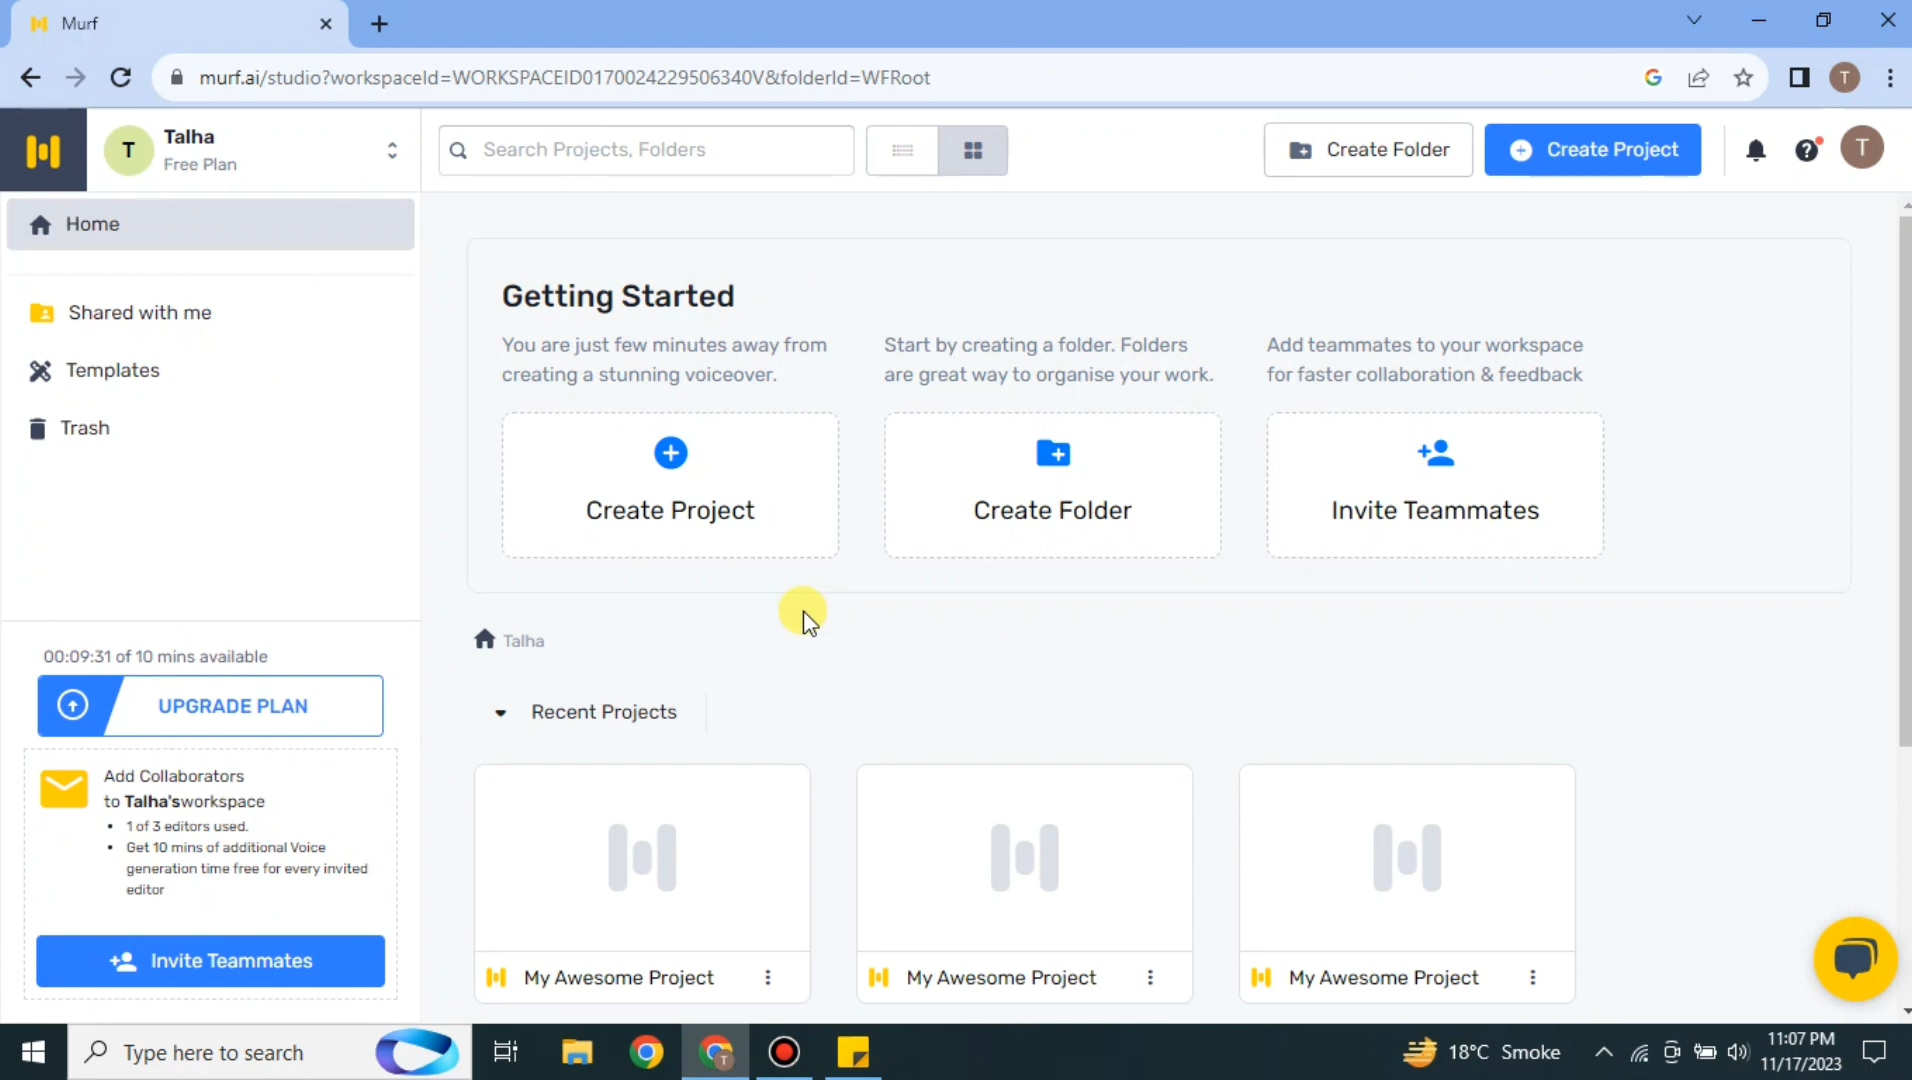 Murf
murf.ai/studio?workspaceId=WORKSPACEID0170024229506340V&folderId=WFRoot
T
T
Talha
Free Plan
Search Projects, Folders
Create Folder
Create Project
T
Home
Shared with me
Templates
Trash
Getting Started
You are just few minutes away from
creating a stunning voiceover.
Start by creating a folder. Folders
are great way to organise your work.
Add teammates to your workspace
for faster collaboration & feedback
Create Project
Create Folder
Invite Teammates
Talha
Recent Projects
00:09:31 of 10 mins available
UPGRADE PLAN
Add Collaborators
to Talha'sworkspace
1 of 3 editors used.
Get 10 mins of additional Voice
generation time free for every invited
editor
Invite Teammates
My Awesome Project
My Awesome Project
My Awesome Project
Type here to search
T
18°C Smoke
11:07 PM
11/17/2023